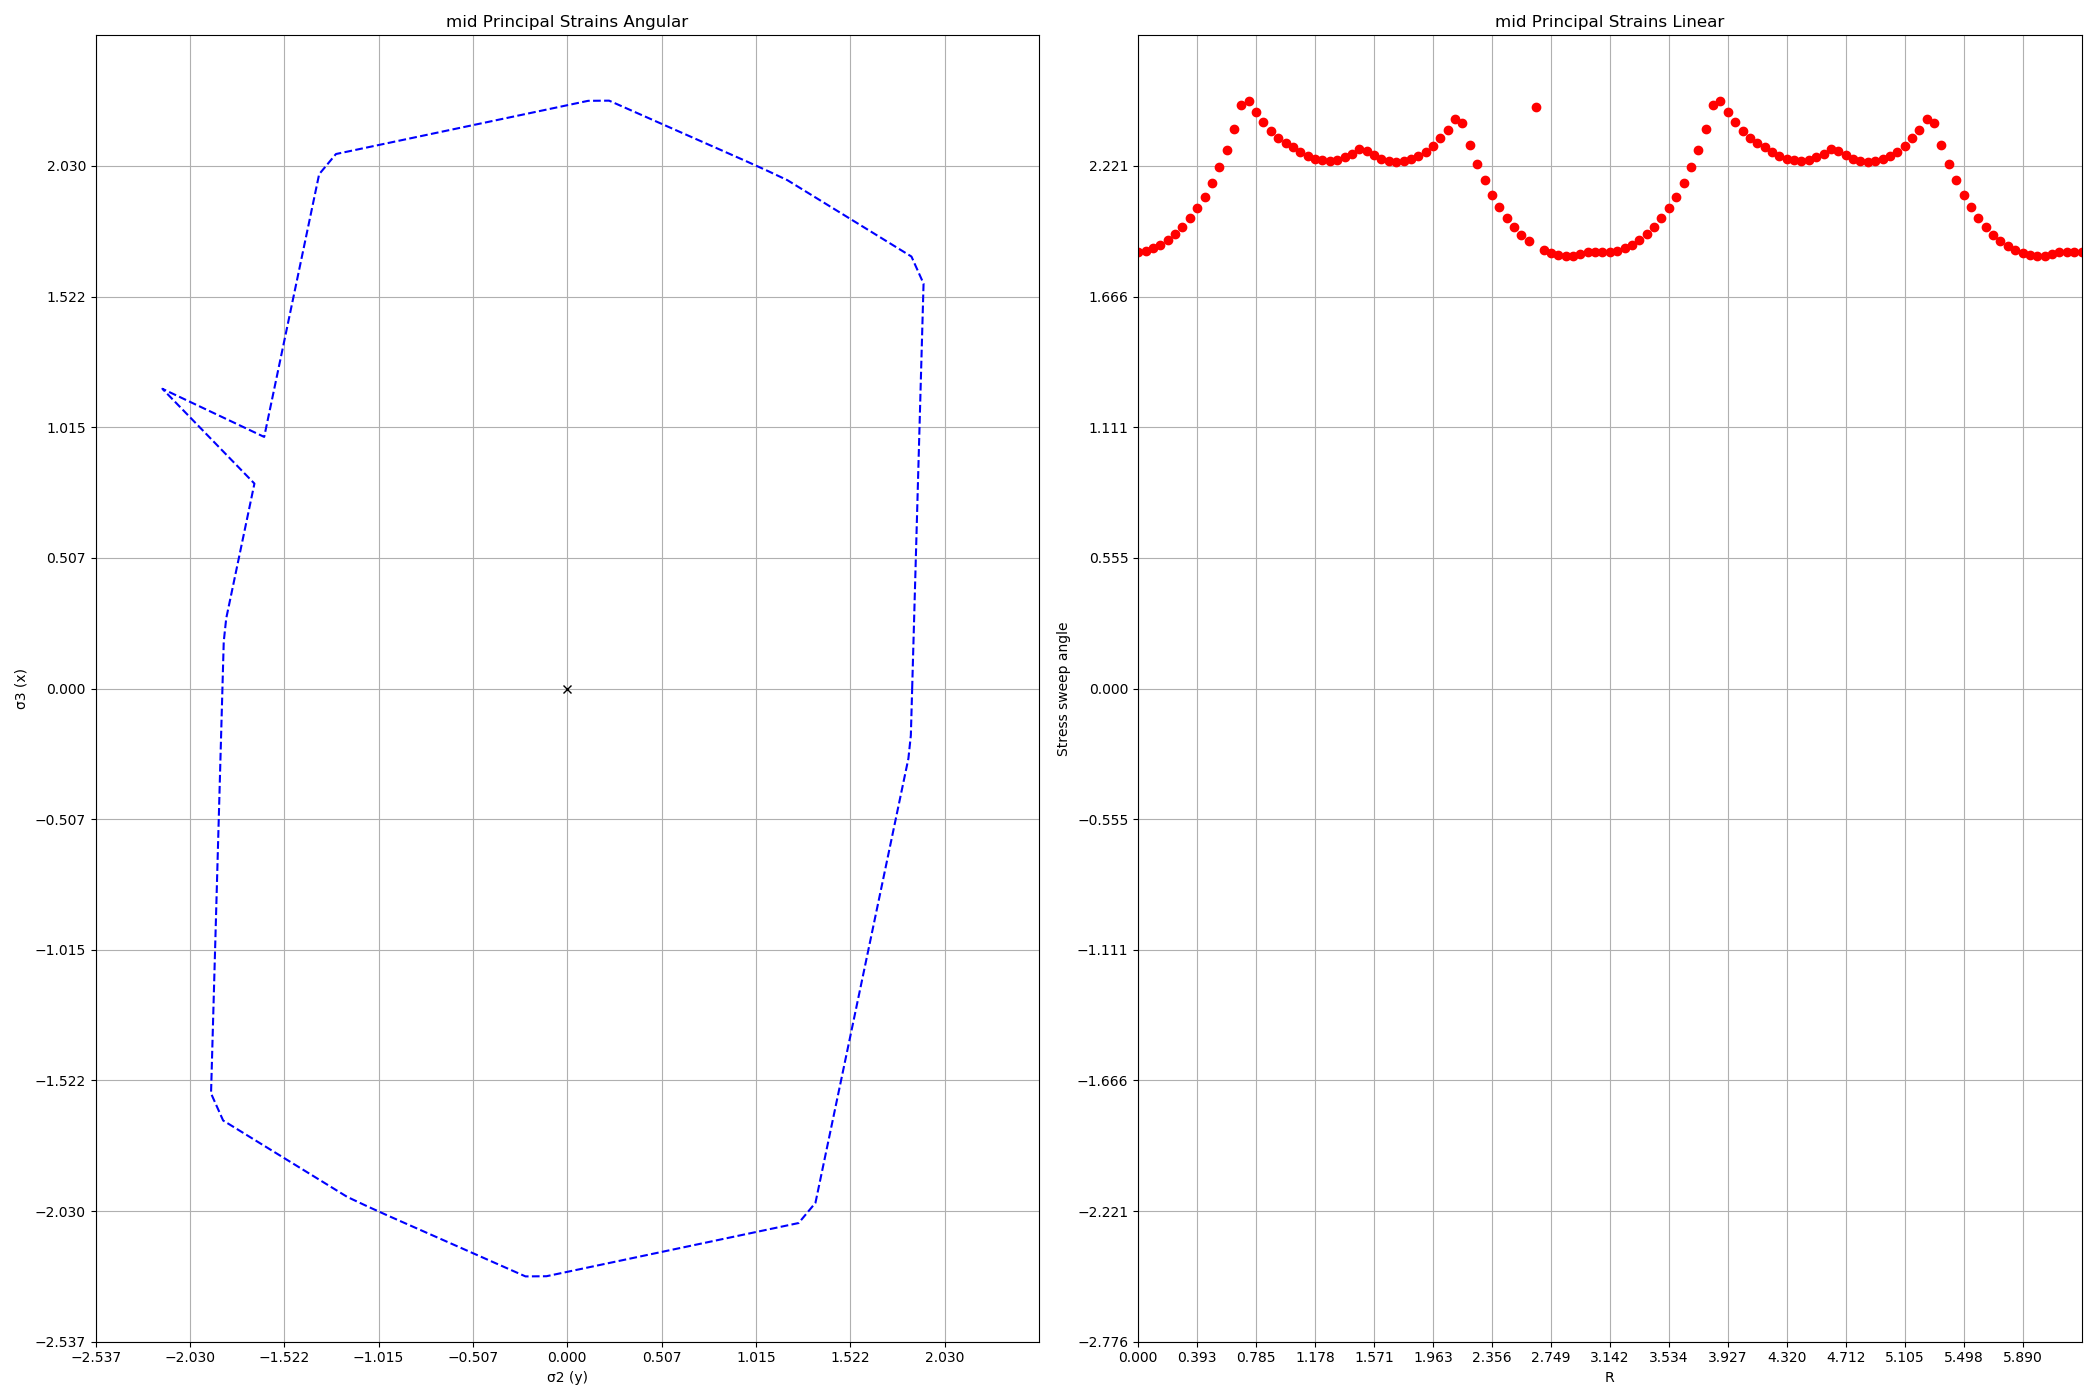 mid Principal Strains Angular
2.030
1.522
1.015
0.507
0.000
−0.507
−1.015
−1.522
−2.030
−2.537
σ3 (x)
−2.537 −2.030 −1.522 −1.015 −0.507 0.000 0.507 1.015 1.522 2.030
σ2 (y)
mid Principal Strains Linear
2.221
1.666
1.111
0.555
0.000
−0.555
−1.111
−1.666
−2.221
−2.776
Stress sweep angle
0.000 0.393 0.785 1.178 1.571 1.963 2.356 2.749 3.142 3.534 3.927 4.320 4.712 5.105 5.498 5.890
R